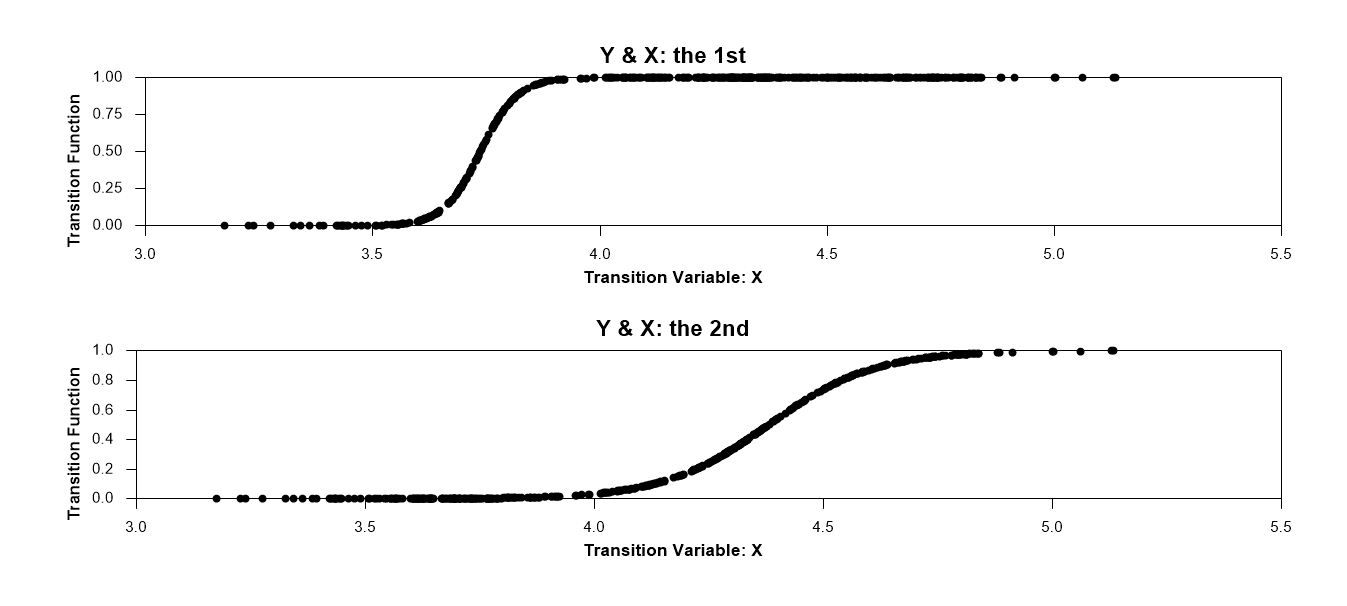 Y & X: the 1st
1.00
0.75
0.50
0.25
0.00
Transition Function
3.0 3.5 4.0 4.5 5.0 5.5
Transition Variable: X
Y & X: the 2nd
1.0
0.8
0.6
0.4
0.2
0.0
Transition Function
3.0 3.5 4.0 4.5 5.0 5.5
Transition Variable: X